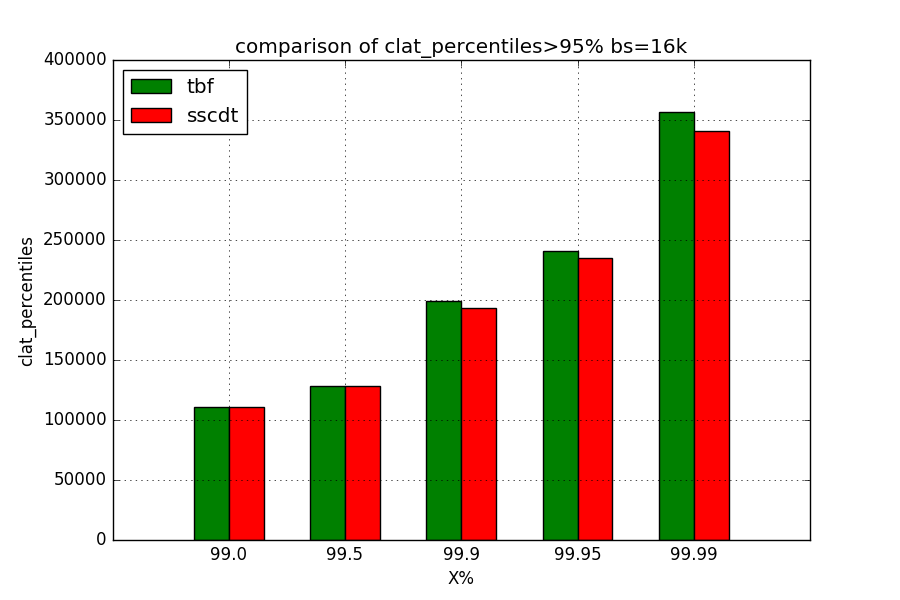 comparison of clat_percentiles>95% bs=16k
400000
350000
300000
250000
200000
150000
100000
50000
0
clat_percentiles
tbf
sscdt
99.0 99.5 99.9 99.95 99.99
X%